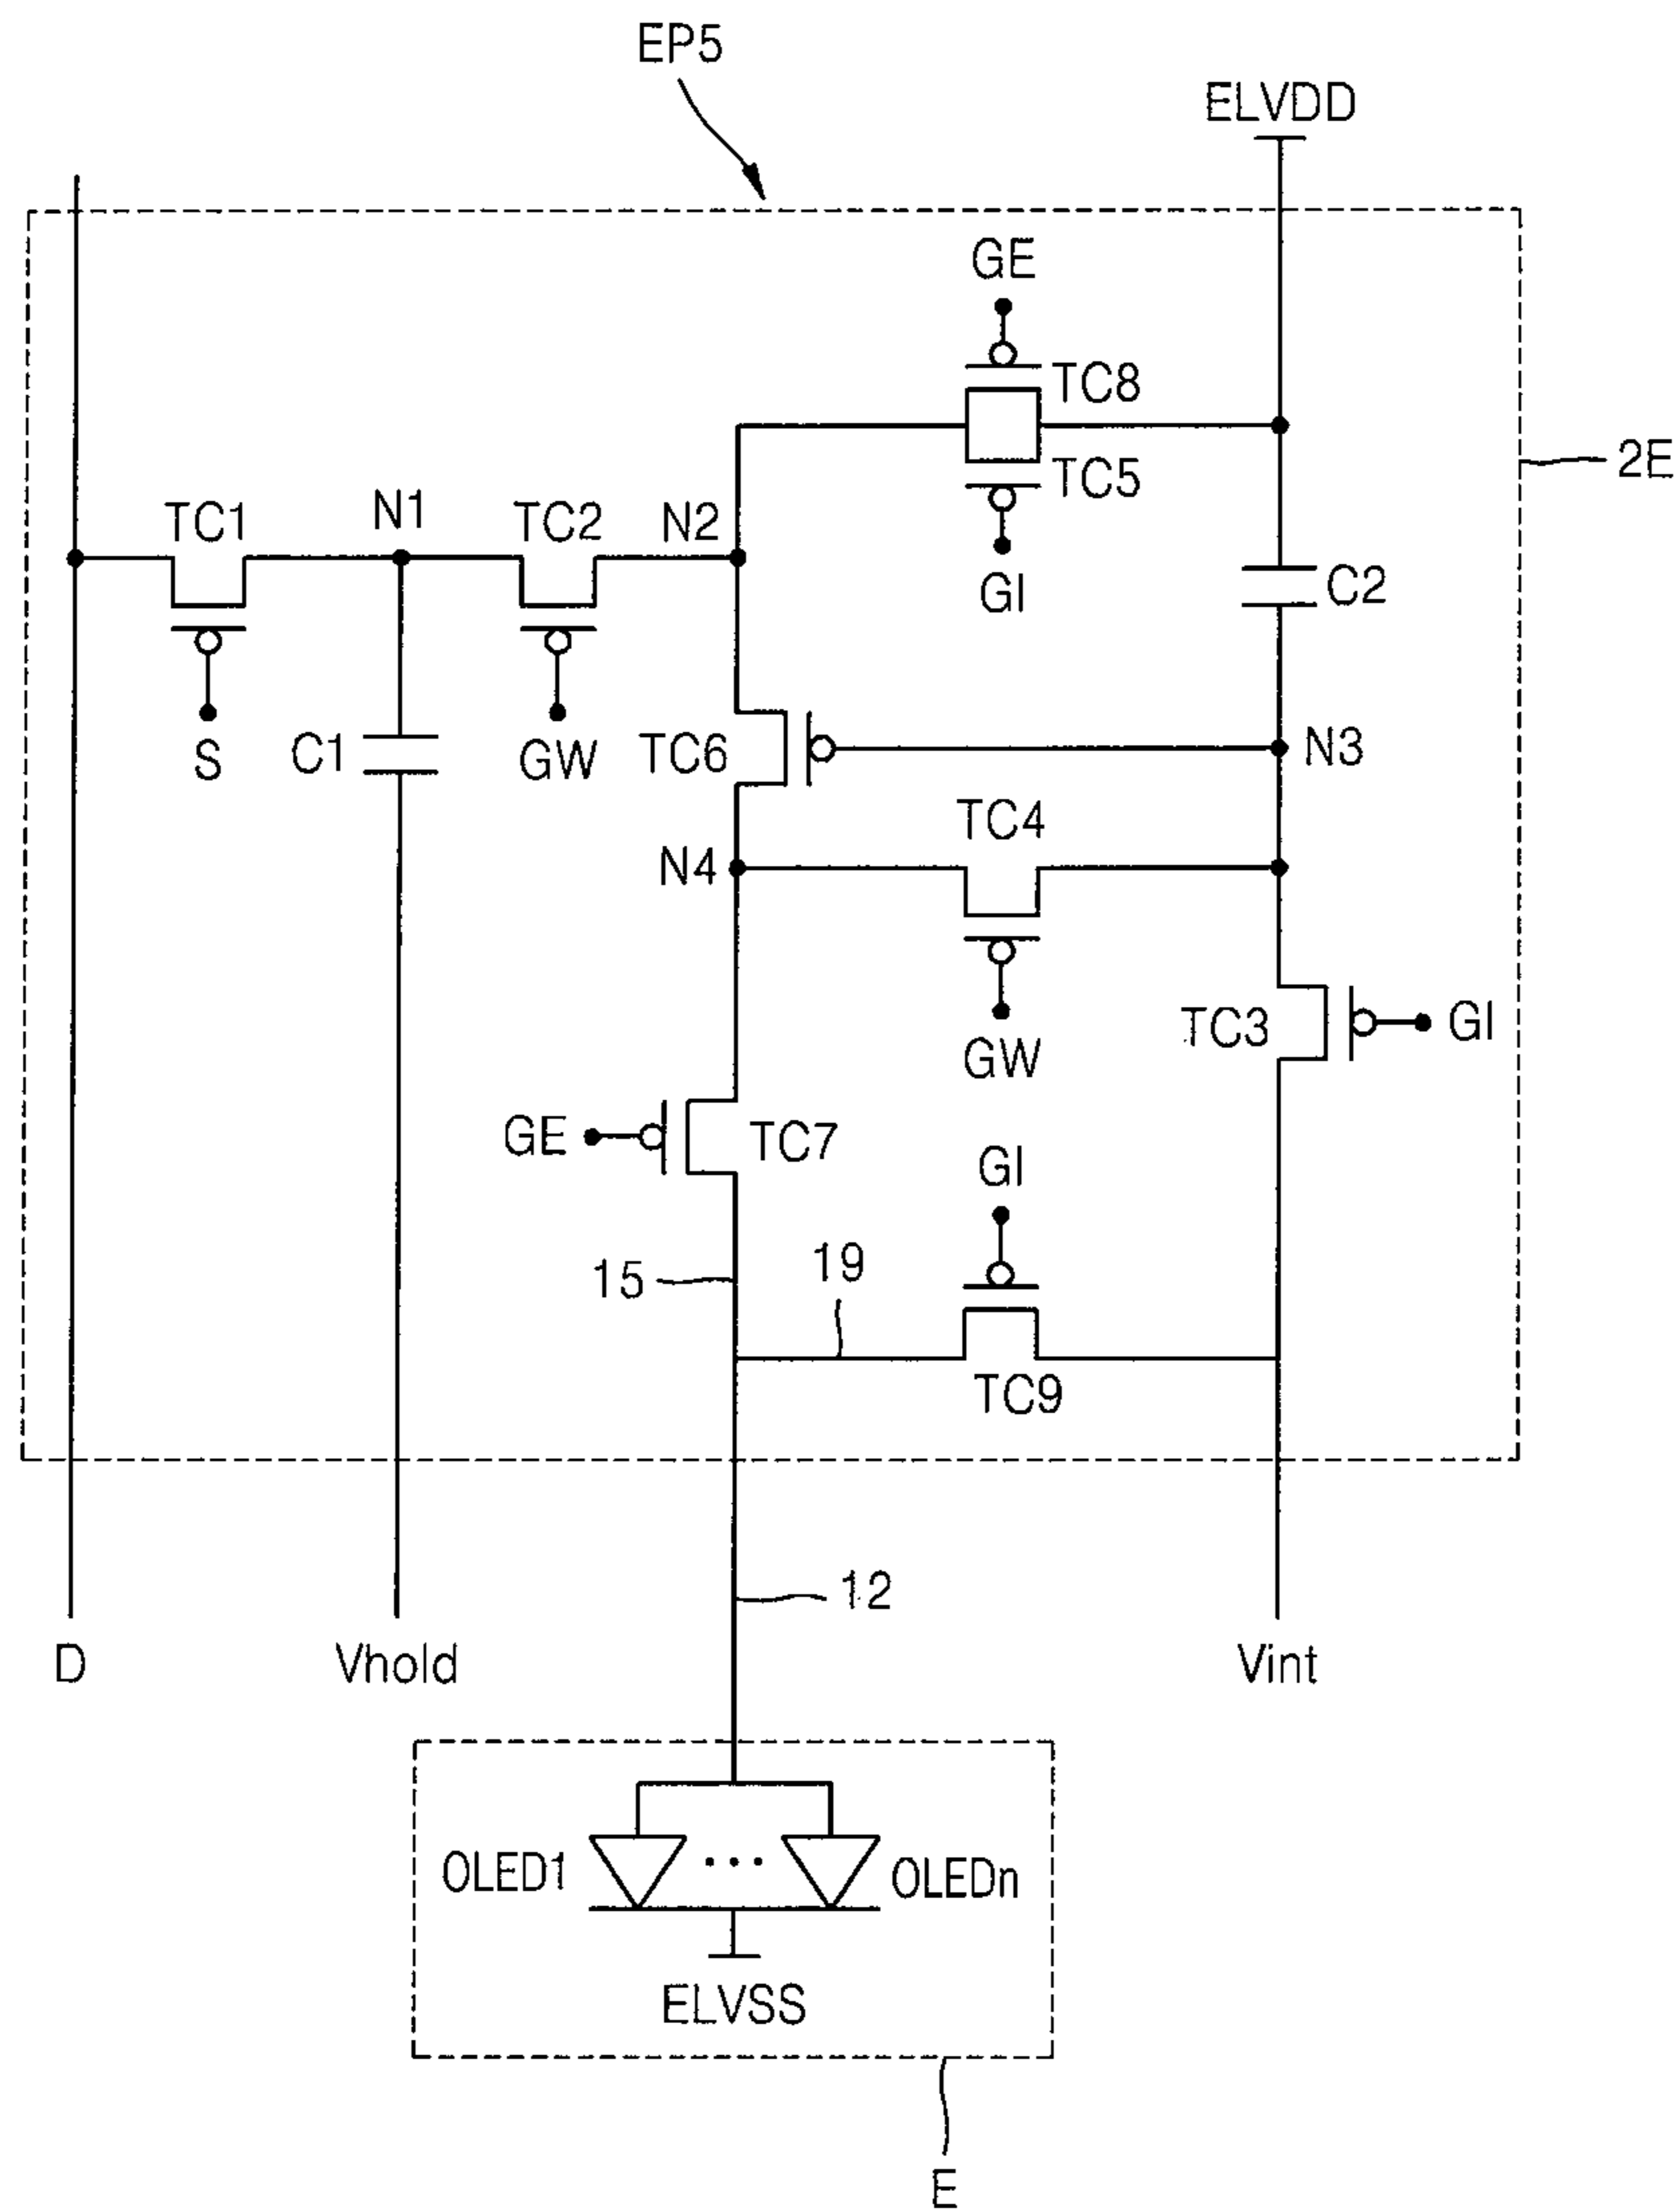 EP5
ELVDD
GE
TC8
2E
TC5
TC1
N1
TC2
N2
GI
C2
S
C1
GW
TC6
N3
TC4
N4
TC3
GI
GW
GE
TC7
GI
15
19
TC9
12
D
Vhold
Vint
OLED1
...
OLEDn
ELVSS
E